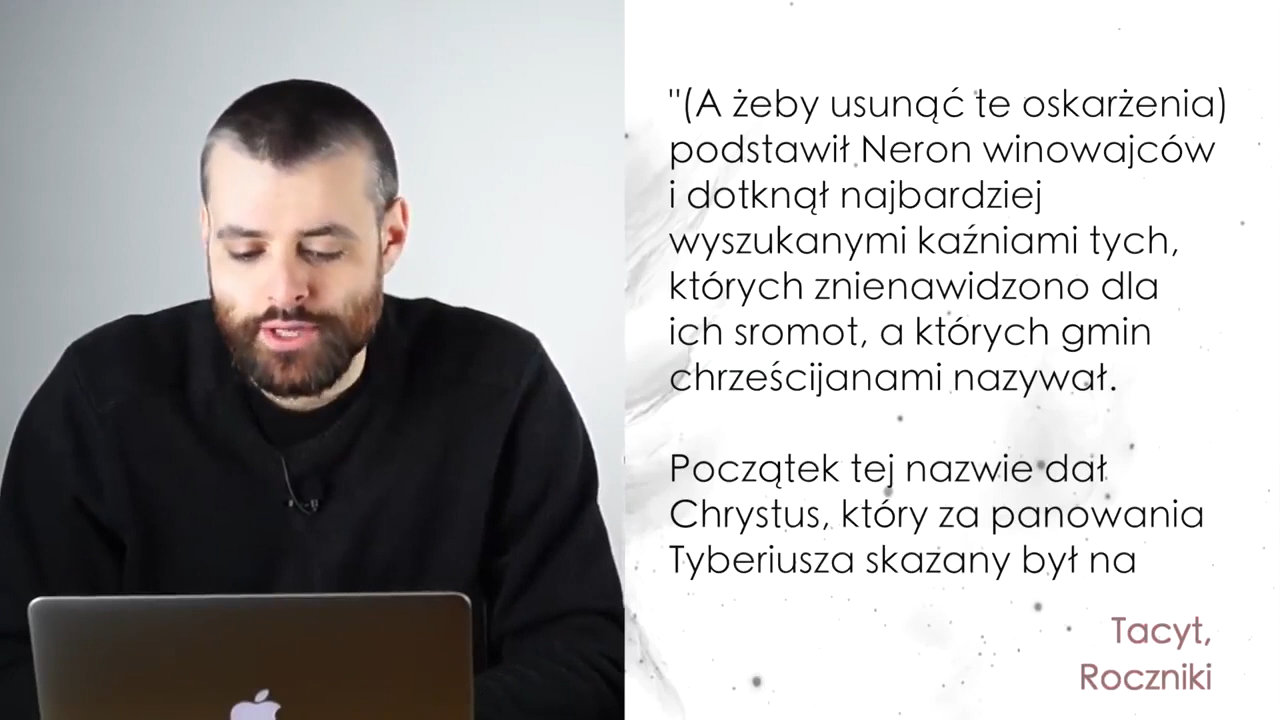 "(A żeby usunąć te oskarżenia)
podstawił Neron winowajców
i dotknął najbardziej
wyszukanymi kaźniami tych,
których znienawidzono dla
ich sromot, a których gmin
chrześcijanami nazywał.
Początek tej nazwie dał
Chrystus, który za panowania
Tyberiusza skazany był na
Tacyt,
Roczniki